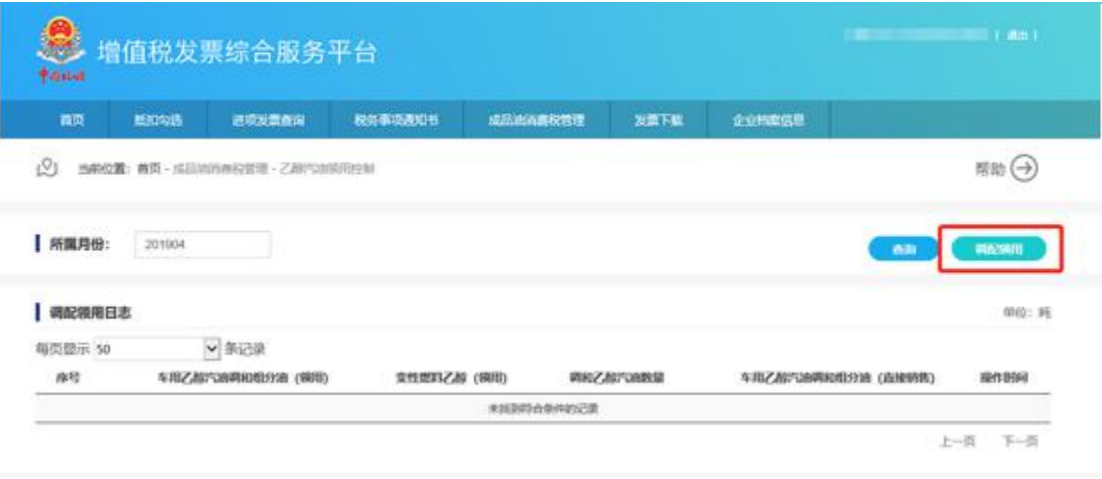 增值税发票综合服务平台
| 退出 |
首页 抵扣勾选 进项发票查询 税务事项通知书 成品油消费税管理 发票下载 企业档案信息
当前位置：首页 - 成品油消费税管理 - 乙醇汽油领用控制 帮助
所属月份： 201904 查询 调配领用
调配领用日志 单位：吨
每页显示 50 条记录
序号 车用乙醇汽油调和组分油（领用） 变性燃料乙醇（领用） 调和乙醇汽油数量 车用乙醇汽油调和组分油（直接销售） 操作时间
未找到符合条件的记录
上一页 下一页